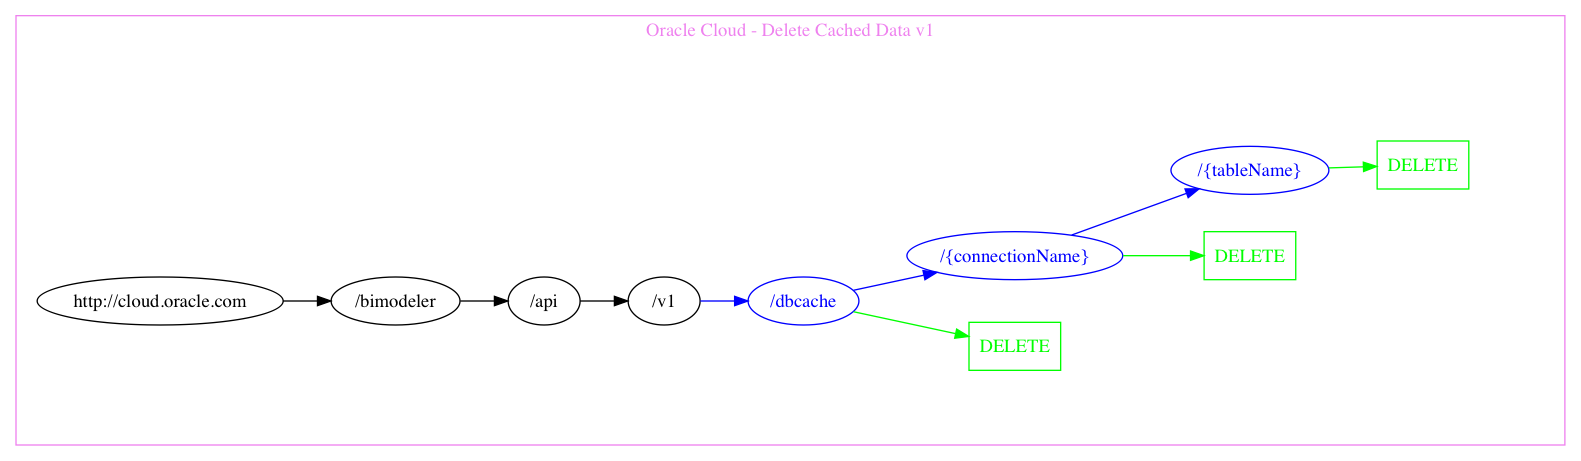 Oracle Cloud - Delete Cached Data v1
http://cloud.oracle.com
/bimodeler
/api
/v1
/dbcache
/{connectionName}
/{tableName}
DELETE
DELETE
DELETE